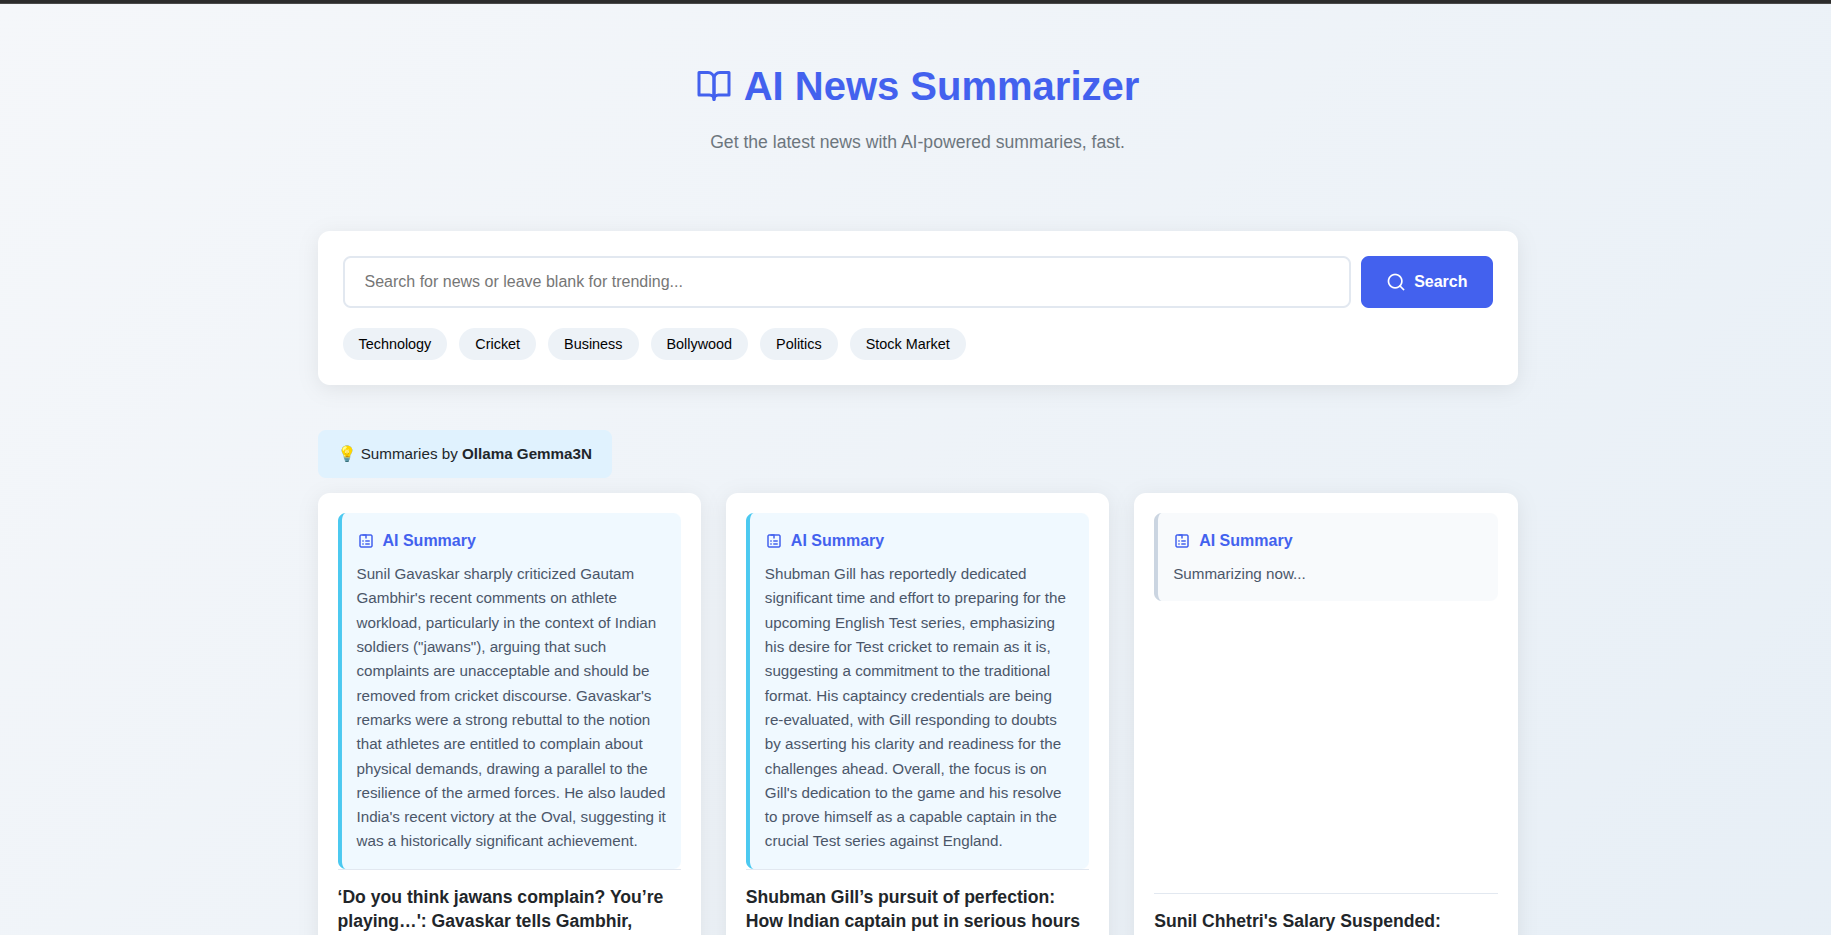 AI News Summarizer
Get the latest news with AI-powered summaries, fast.
Search for news or leave blank for trending...
Search
Technology
Cricket
Business
Bollywood
Politics
Stock Market
💡 Summaries by Ollama Gemma3N
AI Summary
Sunil Gavaskar sharply criticized Gautam
Gambhir's recent comments on athlete
workload, particularly in the context of Indian
soldiers ("jawans"), arguing that such
complaints are unacceptable and should be
removed from cricket discourse. Gavaskar's
remarks were a strong rebuttal to the notion
that athletes are entitled to complain about
physical demands, drawing a parallel to the
resilience of the armed forces. He also lauded
India's recent victory at the Oval, suggesting it
was a historically significant achievement.
‘Do you think jawans complain? You’re
playing…': Gavaskar tells Gambhir,
AI Summary
Shubman Gill has reportedly dedicated
significant time and effort to preparing for the
upcoming English Test series, emphasizing
his desire for Test cricket to remain as it is,
suggesting a commitment to the traditional
format. His captaincy credentials are being
re-evaluated, with Gill responding to doubts
by asserting his clarity and readiness for the
challenges ahead. Overall, the focus is on
Gill's dedication to the game and his resolve
to prove himself as a capable captain in the
crucial Test series against England.
Shubman Gill’s pursuit of perfection:
How Indian captain put in serious hours
AI Summary
Summarizing now...
Sunil Chhetri's Salary Suspended: